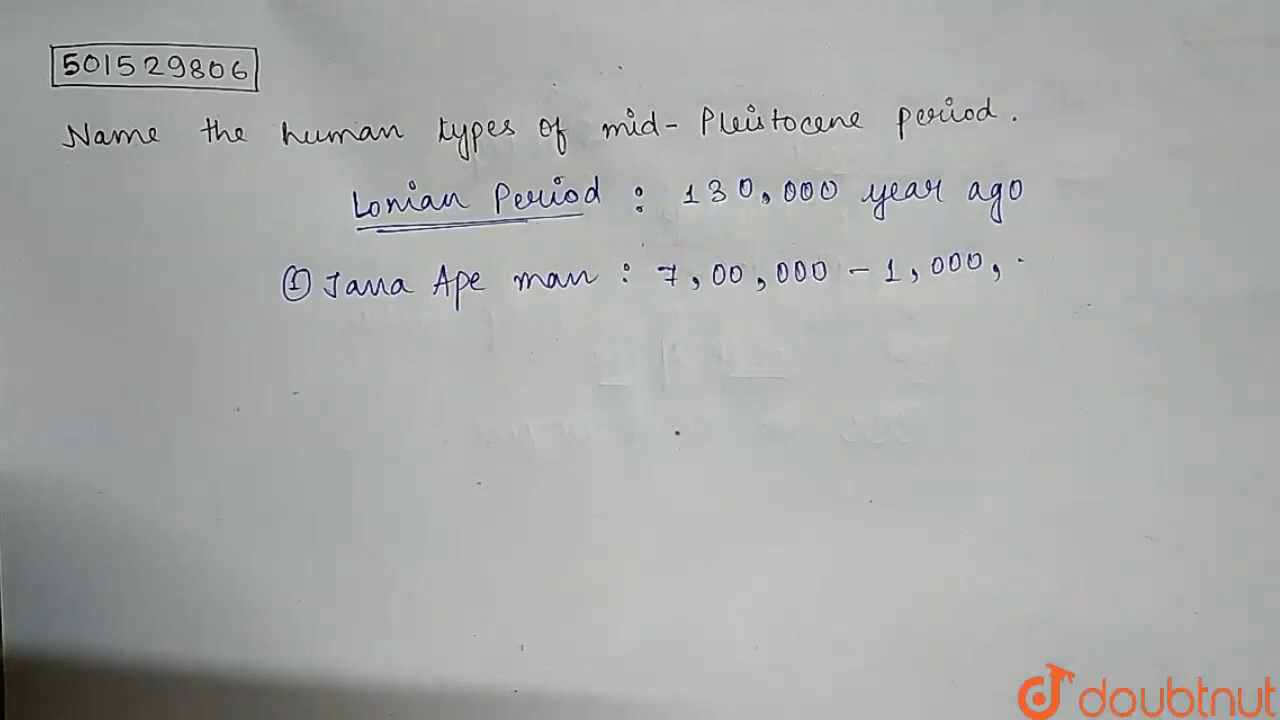 501529806
Name the human types of mid-Pleistocene period.
Ionian Period : 130,000 year ago
① Java Ape man : 7,00,000 - 1,000,
doubtnut